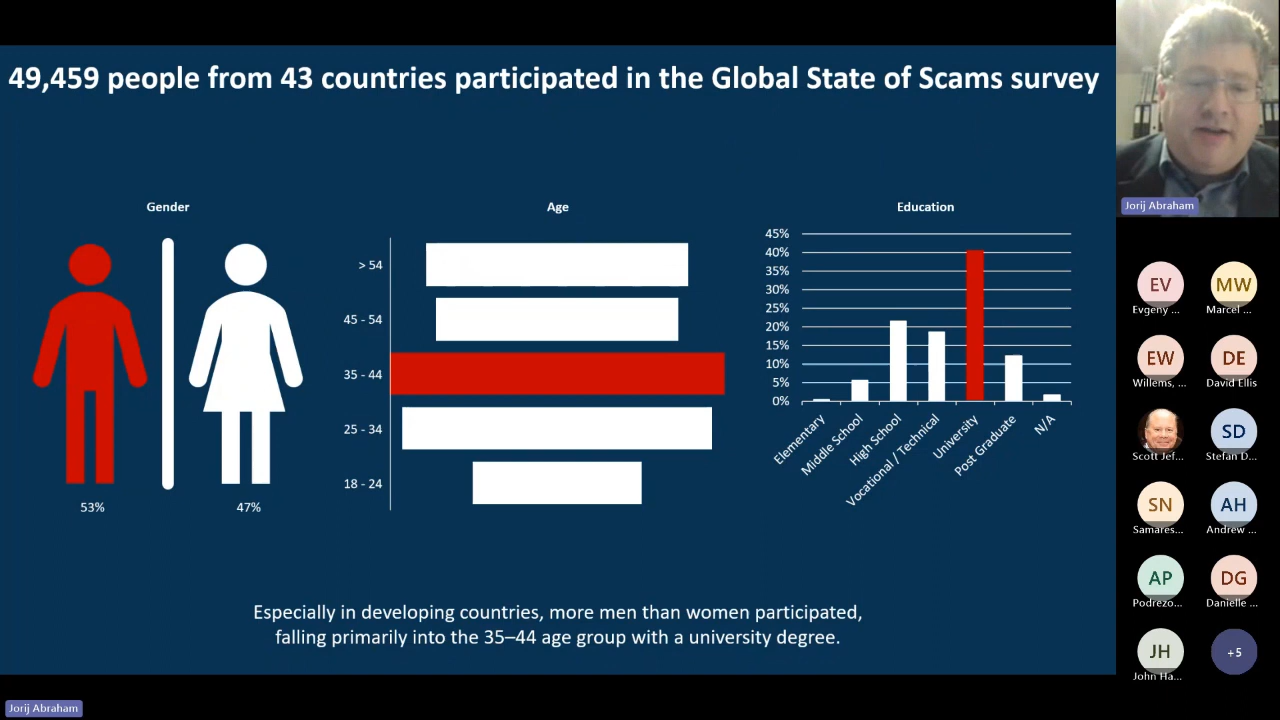 49,459 people from 43 countries participated in the Global State of Scams survey
Gender
53%
47%
Age
> 54
45 - 54
35 - 44
25 - 34
18 - 24
Education
45%
40%
35%
30%
25%
20%
15%
10%
5%
0%
Elementary
Middle School
High School
Vocational / Technical
University
Post Graduate
N/A
Especially in developing countries, more men than women participated,
falling primarily into the 35–44 age group with a university degree.
Jorij Abraham
Jorij Abraham
EV
Evgeny ...
MW
Marcel ...
EW
Willems, ...
DE
David Ellis
Scott Jef...
SD
Stefan D...
SN
Samares...
AH
Andrew ...
AP
Podrezo...
DG
Danielle ...
JH
John Ha...
+5